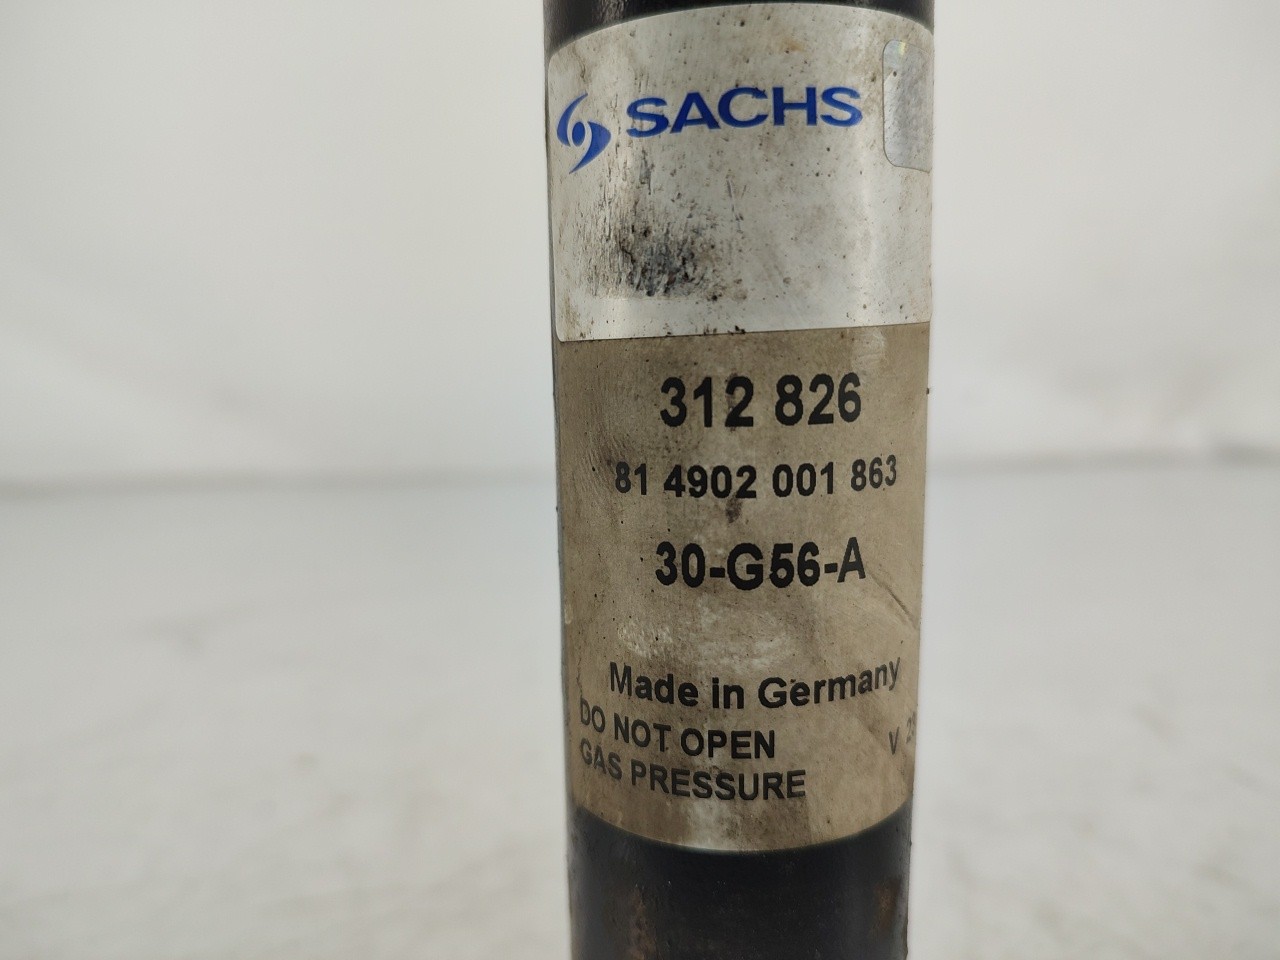 SACHS
312 826
81 4902 001 863
30-G56-A
Made in Germany
DO NOT OPEN
GAS PRESSURE
V